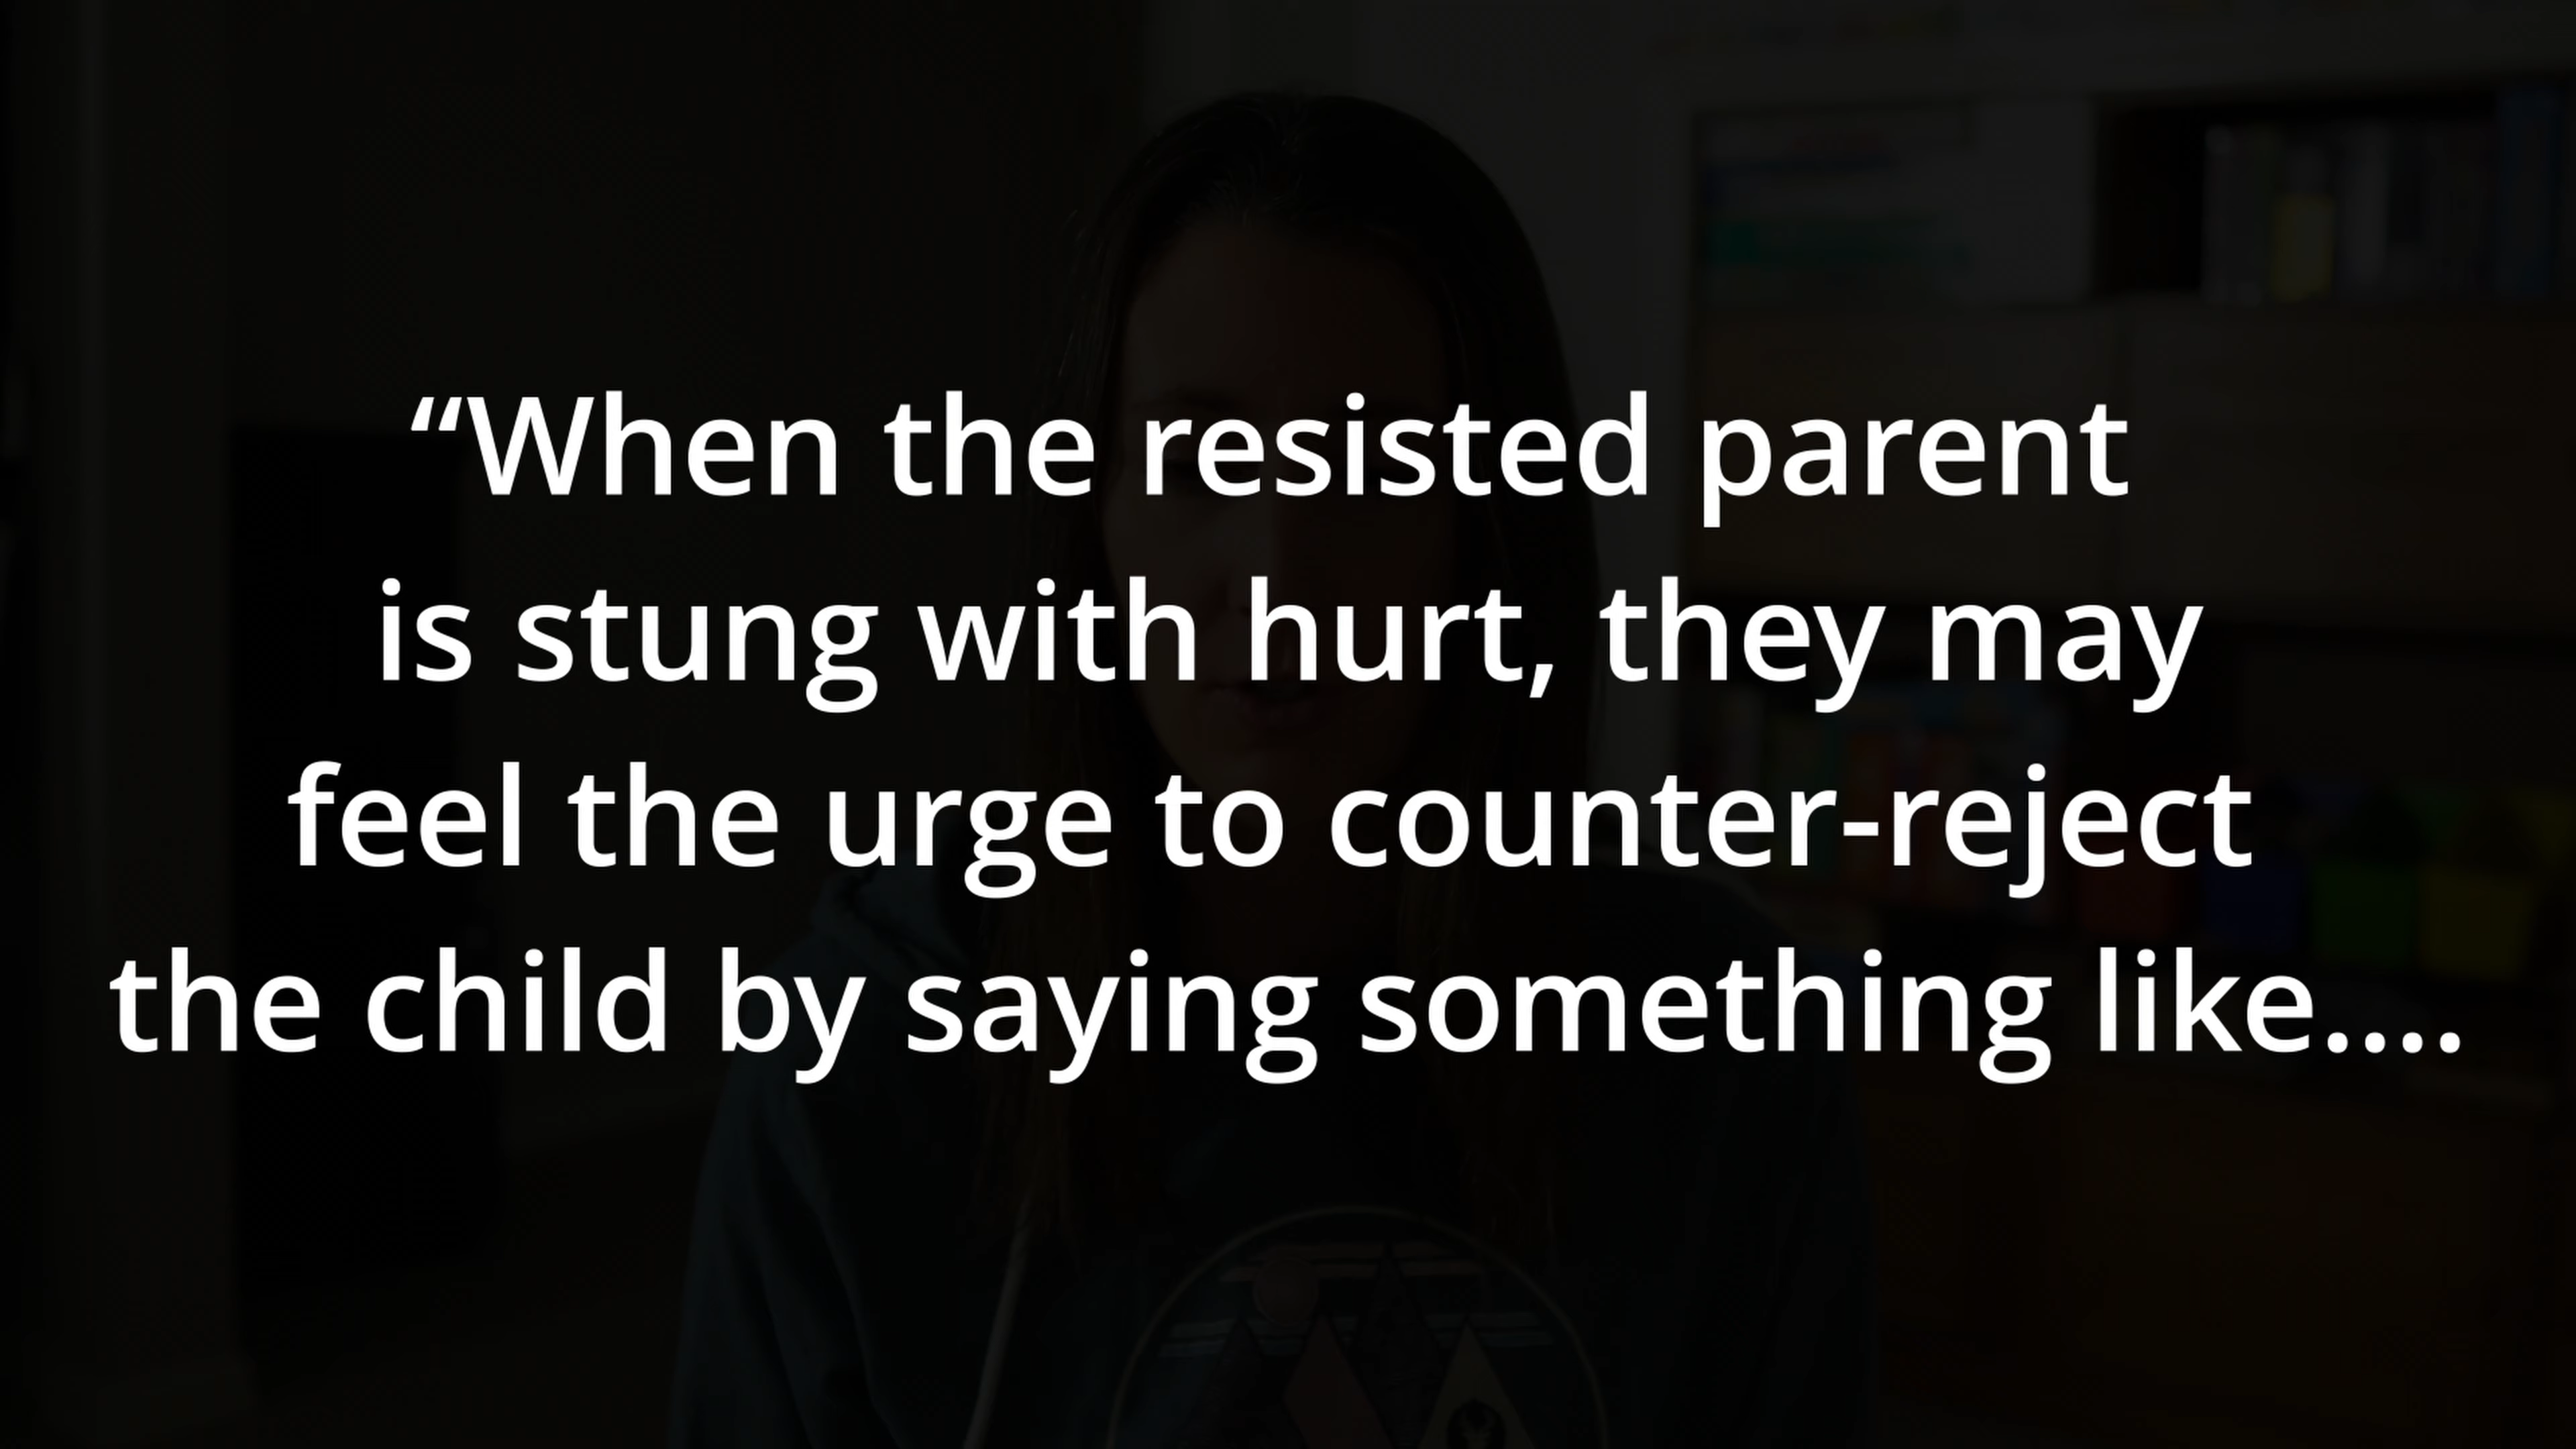 “When the resisted parent
is stung with hurt, they may
feel the urge to counter-reject
the child by saying something like....